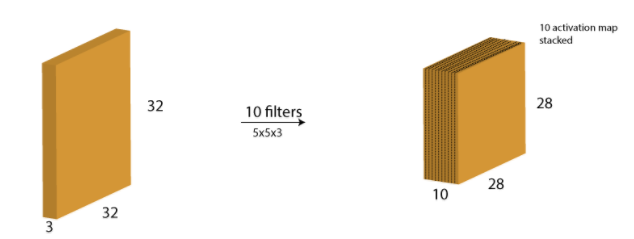 32
32
3
10 filters
5x5x3
10 activation map
stacked
28
28
10